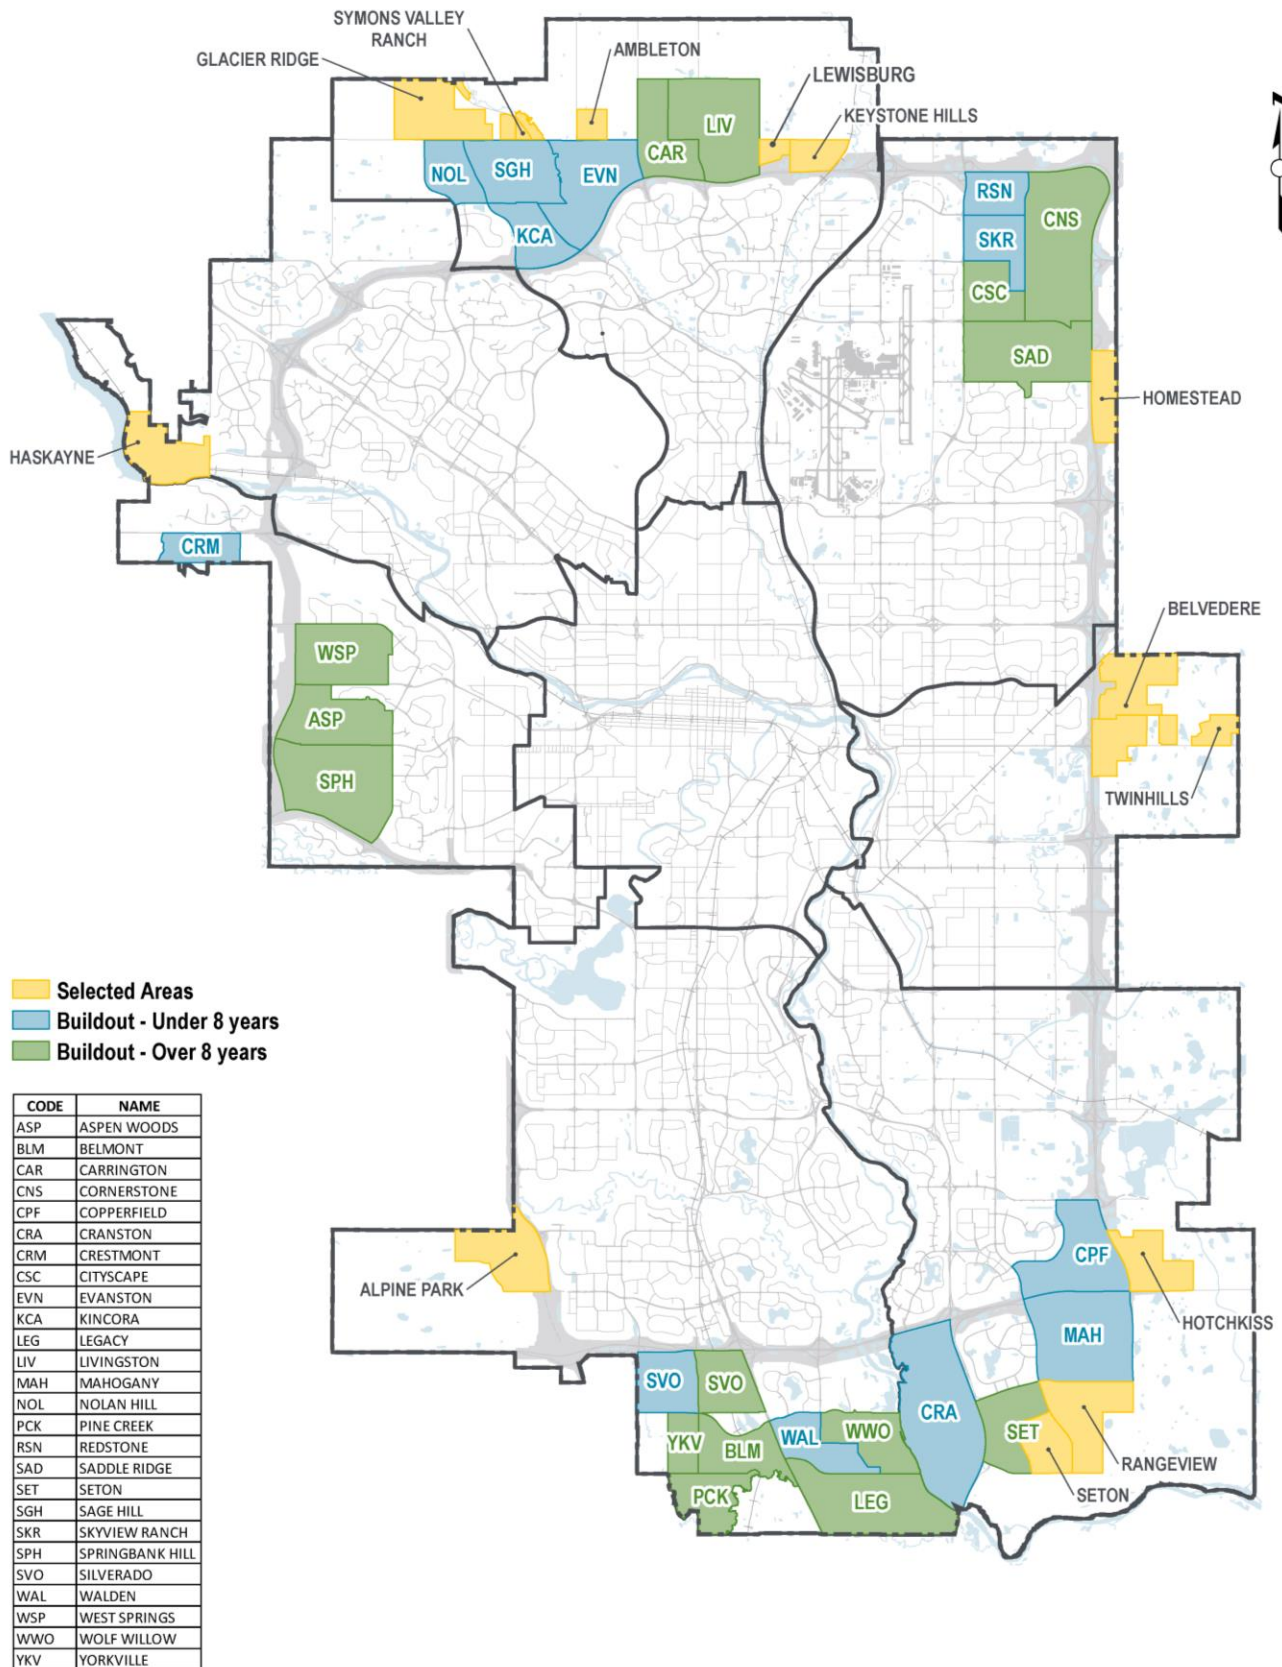 SYMONS VALLEY
RANCH
GLACIER RIDGE
AMBLETON
LEWISBURG
KEYSTONE HILLS
LIV
CAR
NOL
SGH
EVN
KCA
RSN
CNS
SKR
CSC
SAD
HOMESTEAD
HASKAYNE
CRM
BELVEDERE
WSP
ASP
SPH
TWINHILLS
Selected Areas
Buildout - Under 8 years
Buildout - Over 8 years
CODE NAME
ASP ASPEN WOODS
BLM BELMONT
CAR CARRINGTON
CNS CORNERSTONE
CPF COPPERFIELD
CRA CRANSTON
CRM CRESTMONT
CSC CITYSCAPE
EVN EVANSTON
KCA KINCORA
LEG LEGACY
LIV LIVINGSTON
MAH MAHOGANY
NOL NOLAN HILL
PCK PINE CREEK
RSN REDSTONE
SAD SADDLE RIDGE
SET SETON
SGH SAGE HILL
SKR SKYVIEW RANCH
SPH SPRINGBANK HILL
SVO SILVERADO
WAL WALDEN
WSP WEST SPRINGS
WWO WOLF WILLOW
YKV YORKVILLE
ALPINE PARK
CPF
HOTCHKISS
MAH
SVO
SVO
CRA
WAL
WWO
SET
YKV
BLM
RANGEVIEW
SETON
PCK
LEG